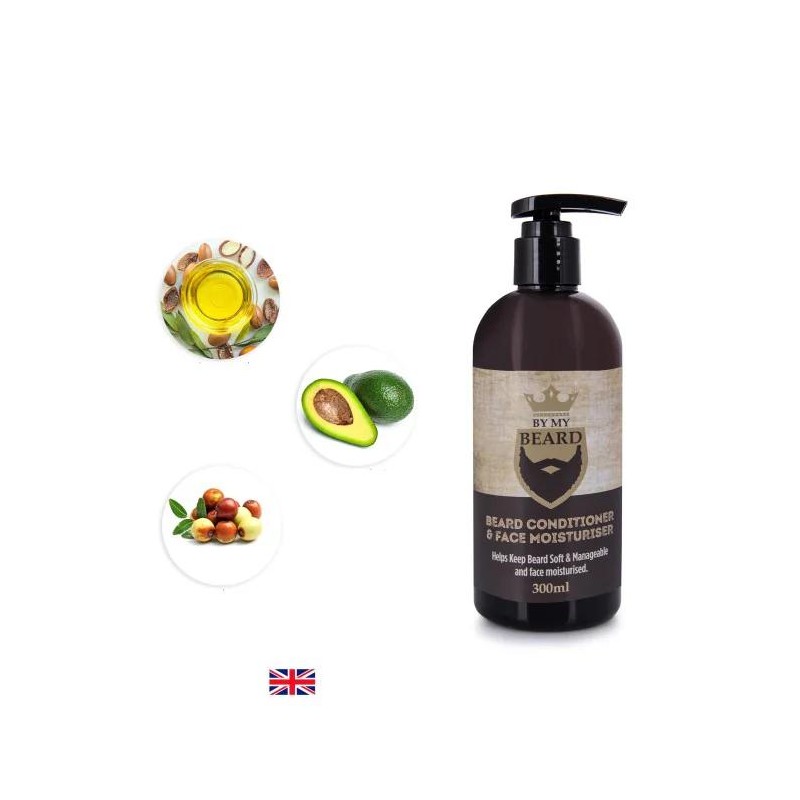 BY MY
BEARD
BEARD CONDITIONER
& FACE MOISTURISER
Helps Keep Beard Soft & Manageable
and face moisturised.
300ml